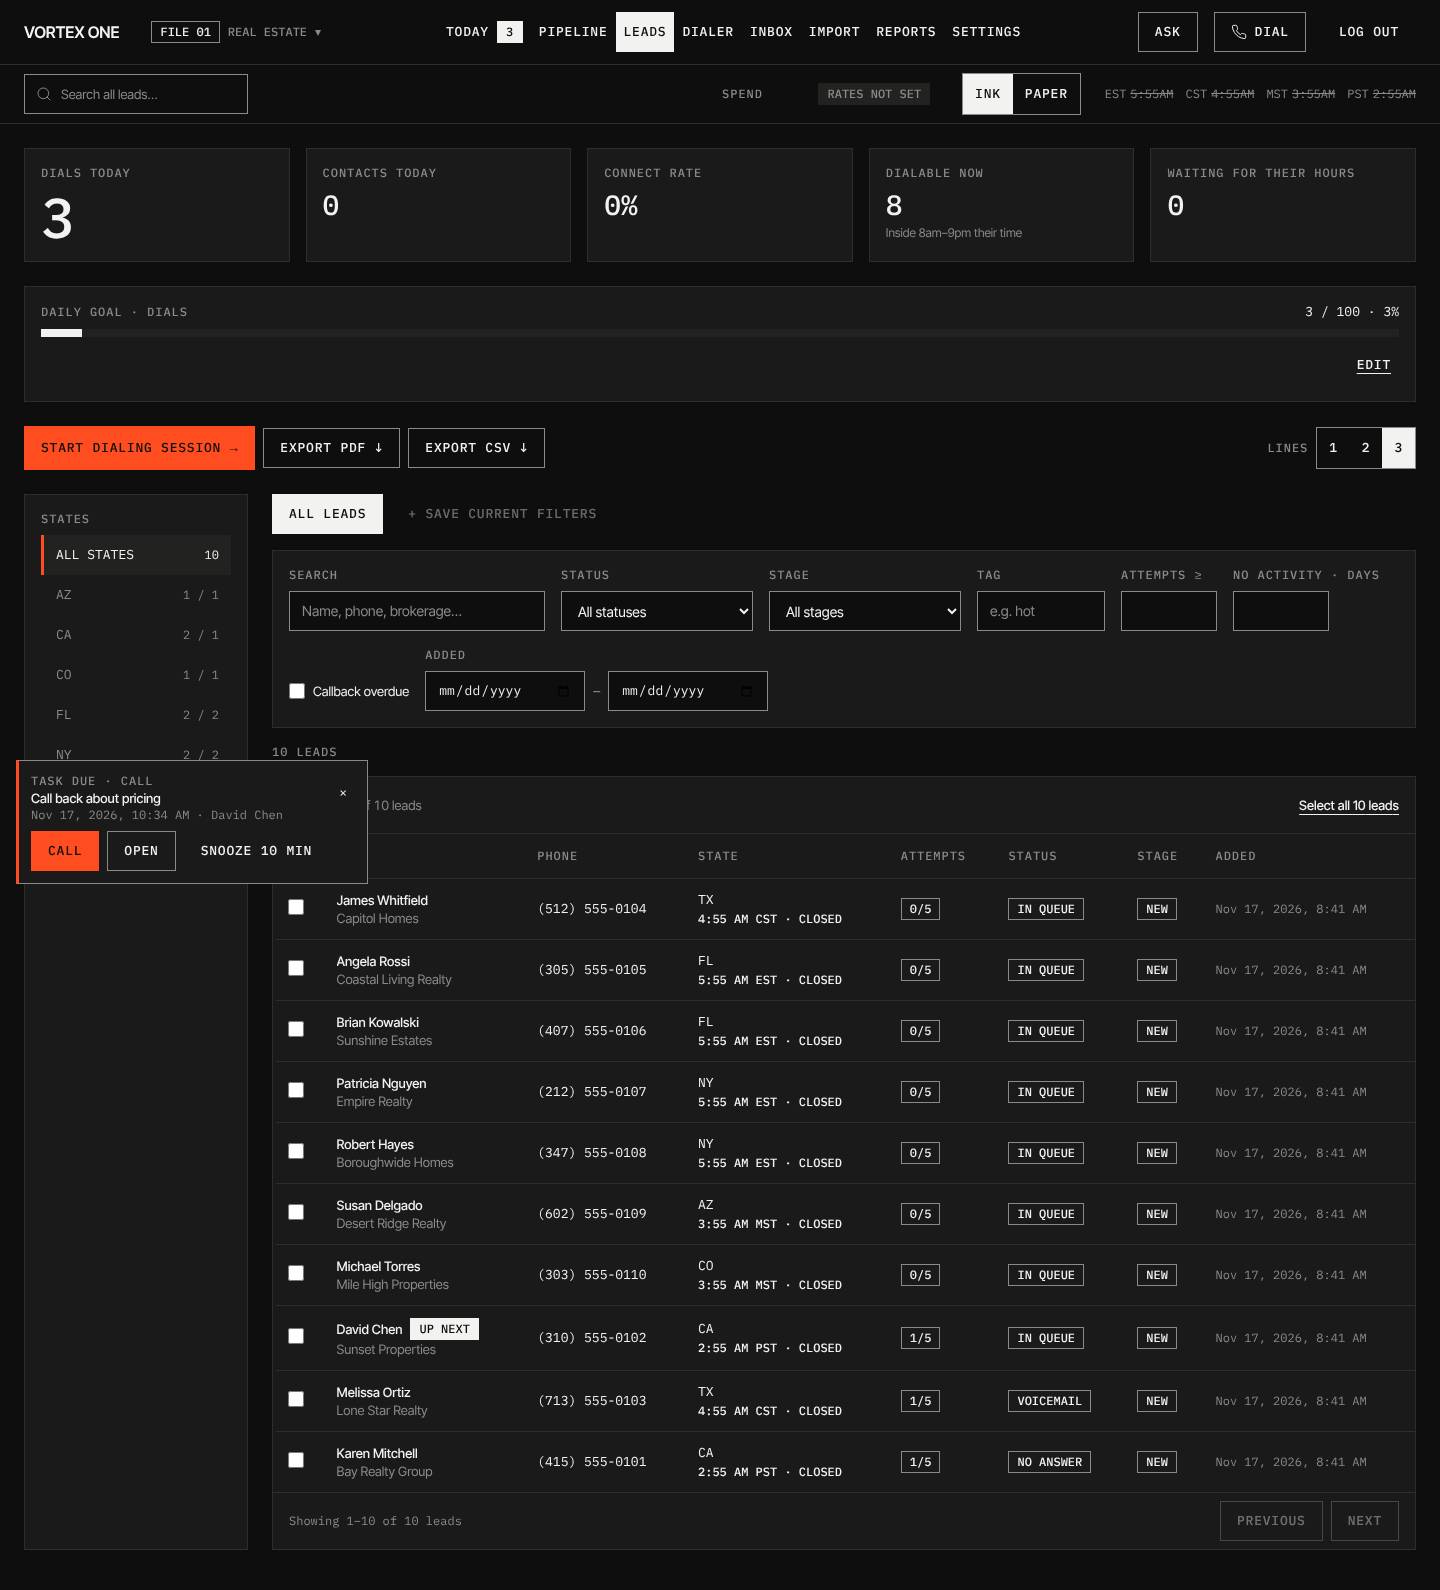 VORTEX ONE
FILE 01 REAL ESTATE ▾
TODAY 3 PIPELINE LEADS DIALER INBOX IMPORT REPORTS SETTINGS
ASK DIAL LOG OUT
Search all leads...
SPEND RATES NOT SET INK PAPER EST 5:55AM CST 4:55AM MST 3:55AM PST 2:55AM
DIALS TODAY
3
CONTACTS TODAY
0
CONNECT RATE
0%
DIALABLE NOW
8
Inside 8am–9pm their time
WAITING FOR THEIR HOURS
0
DAILY GOAL · DIALS 3 / 100 · 3%
EDIT
START DIALING SESSION → EXPORT PDF ↓ EXPORT CSV ↓ LINES 1 2 3
STATES
ALL STATES 10
AZ 1 / 1
CA 2 / 1
CO 1 / 1
FL 2 / 2
NY 2 / 2
TASK DUE · CALL ×
Call back about pricing
Nov 17, 2026, 10:34 AM · David Chen
CALL OPEN SNOOZE 10 MIN
ALL LEADS + SAVE CURRENT FILTERS
SEARCH STATUS STAGE TAG ATTEMPTS ≥ NO ACTIVITY · DAYS
Name, phone, brokerage... All statuses All stages e.g. hot
ADDED
Callback overdue mm/dd/yyyy – mm/dd/yyyy
10 LEADS
10 leads Select all 10 leads
PHONE STATE ATTEMPTS STATUS STAGE ADDED
James Whitfield
Capitol Homes
(512) 555-0104
TX
4:55 AM CST · CLOSED
0/5 IN QUEUE NEW Nov 17, 2026, 8:41 AM
Angela Rossi
Coastal Living Realty
(305) 555-0105
FL
5:55 AM EST · CLOSED
0/5 IN QUEUE NEW Nov 17, 2026, 8:41 AM
Brian Kowalski
Sunshine Estates
(407) 555-0106
FL
5:55 AM EST · CLOSED
0/5 IN QUEUE NEW Nov 17, 2026, 8:41 AM
Patricia Nguyen
Empire Realty
(212) 555-0107
NY
5:55 AM EST · CLOSED
0/5 IN QUEUE NEW Nov 17, 2026, 8:41 AM
Robert Hayes
Boroughwide Homes
(347) 555-0108
NY
5:55 AM EST · CLOSED
0/5 IN QUEUE NEW Nov 17, 2026, 8:41 AM
Susan Delgado
Desert Ridge Realty
(602) 555-0109
AZ
3:55 AM MST · CLOSED
0/5 IN QUEUE NEW Nov 17, 2026, 8:41 AM
Michael Torres
Mile High Properties
(303) 555-0110
CO
3:55 AM MST · CLOSED
0/5 IN QUEUE NEW Nov 17, 2026, 8:41 AM
David Chen UP NEXT
Sunset Properties
(310) 555-0102
CA
2:55 AM PST · CLOSED
1/5 IN QUEUE NEW Nov 17, 2026, 8:41 AM
Melissa Ortiz
Lone Star Realty
(713) 555-0103
TX
4:55 AM CST · CLOSED
1/5 VOICEMAIL NEW Nov 17, 2026, 8:41 AM
Karen Mitchell
Bay Realty Group
(415) 555-0101
CA
2:55 AM PST · CLOSED
1/5 NO ANSWER NEW Nov 17, 2026, 8:41 AM
Showing 1–10 of 10 leads PREVIOUS NEXT